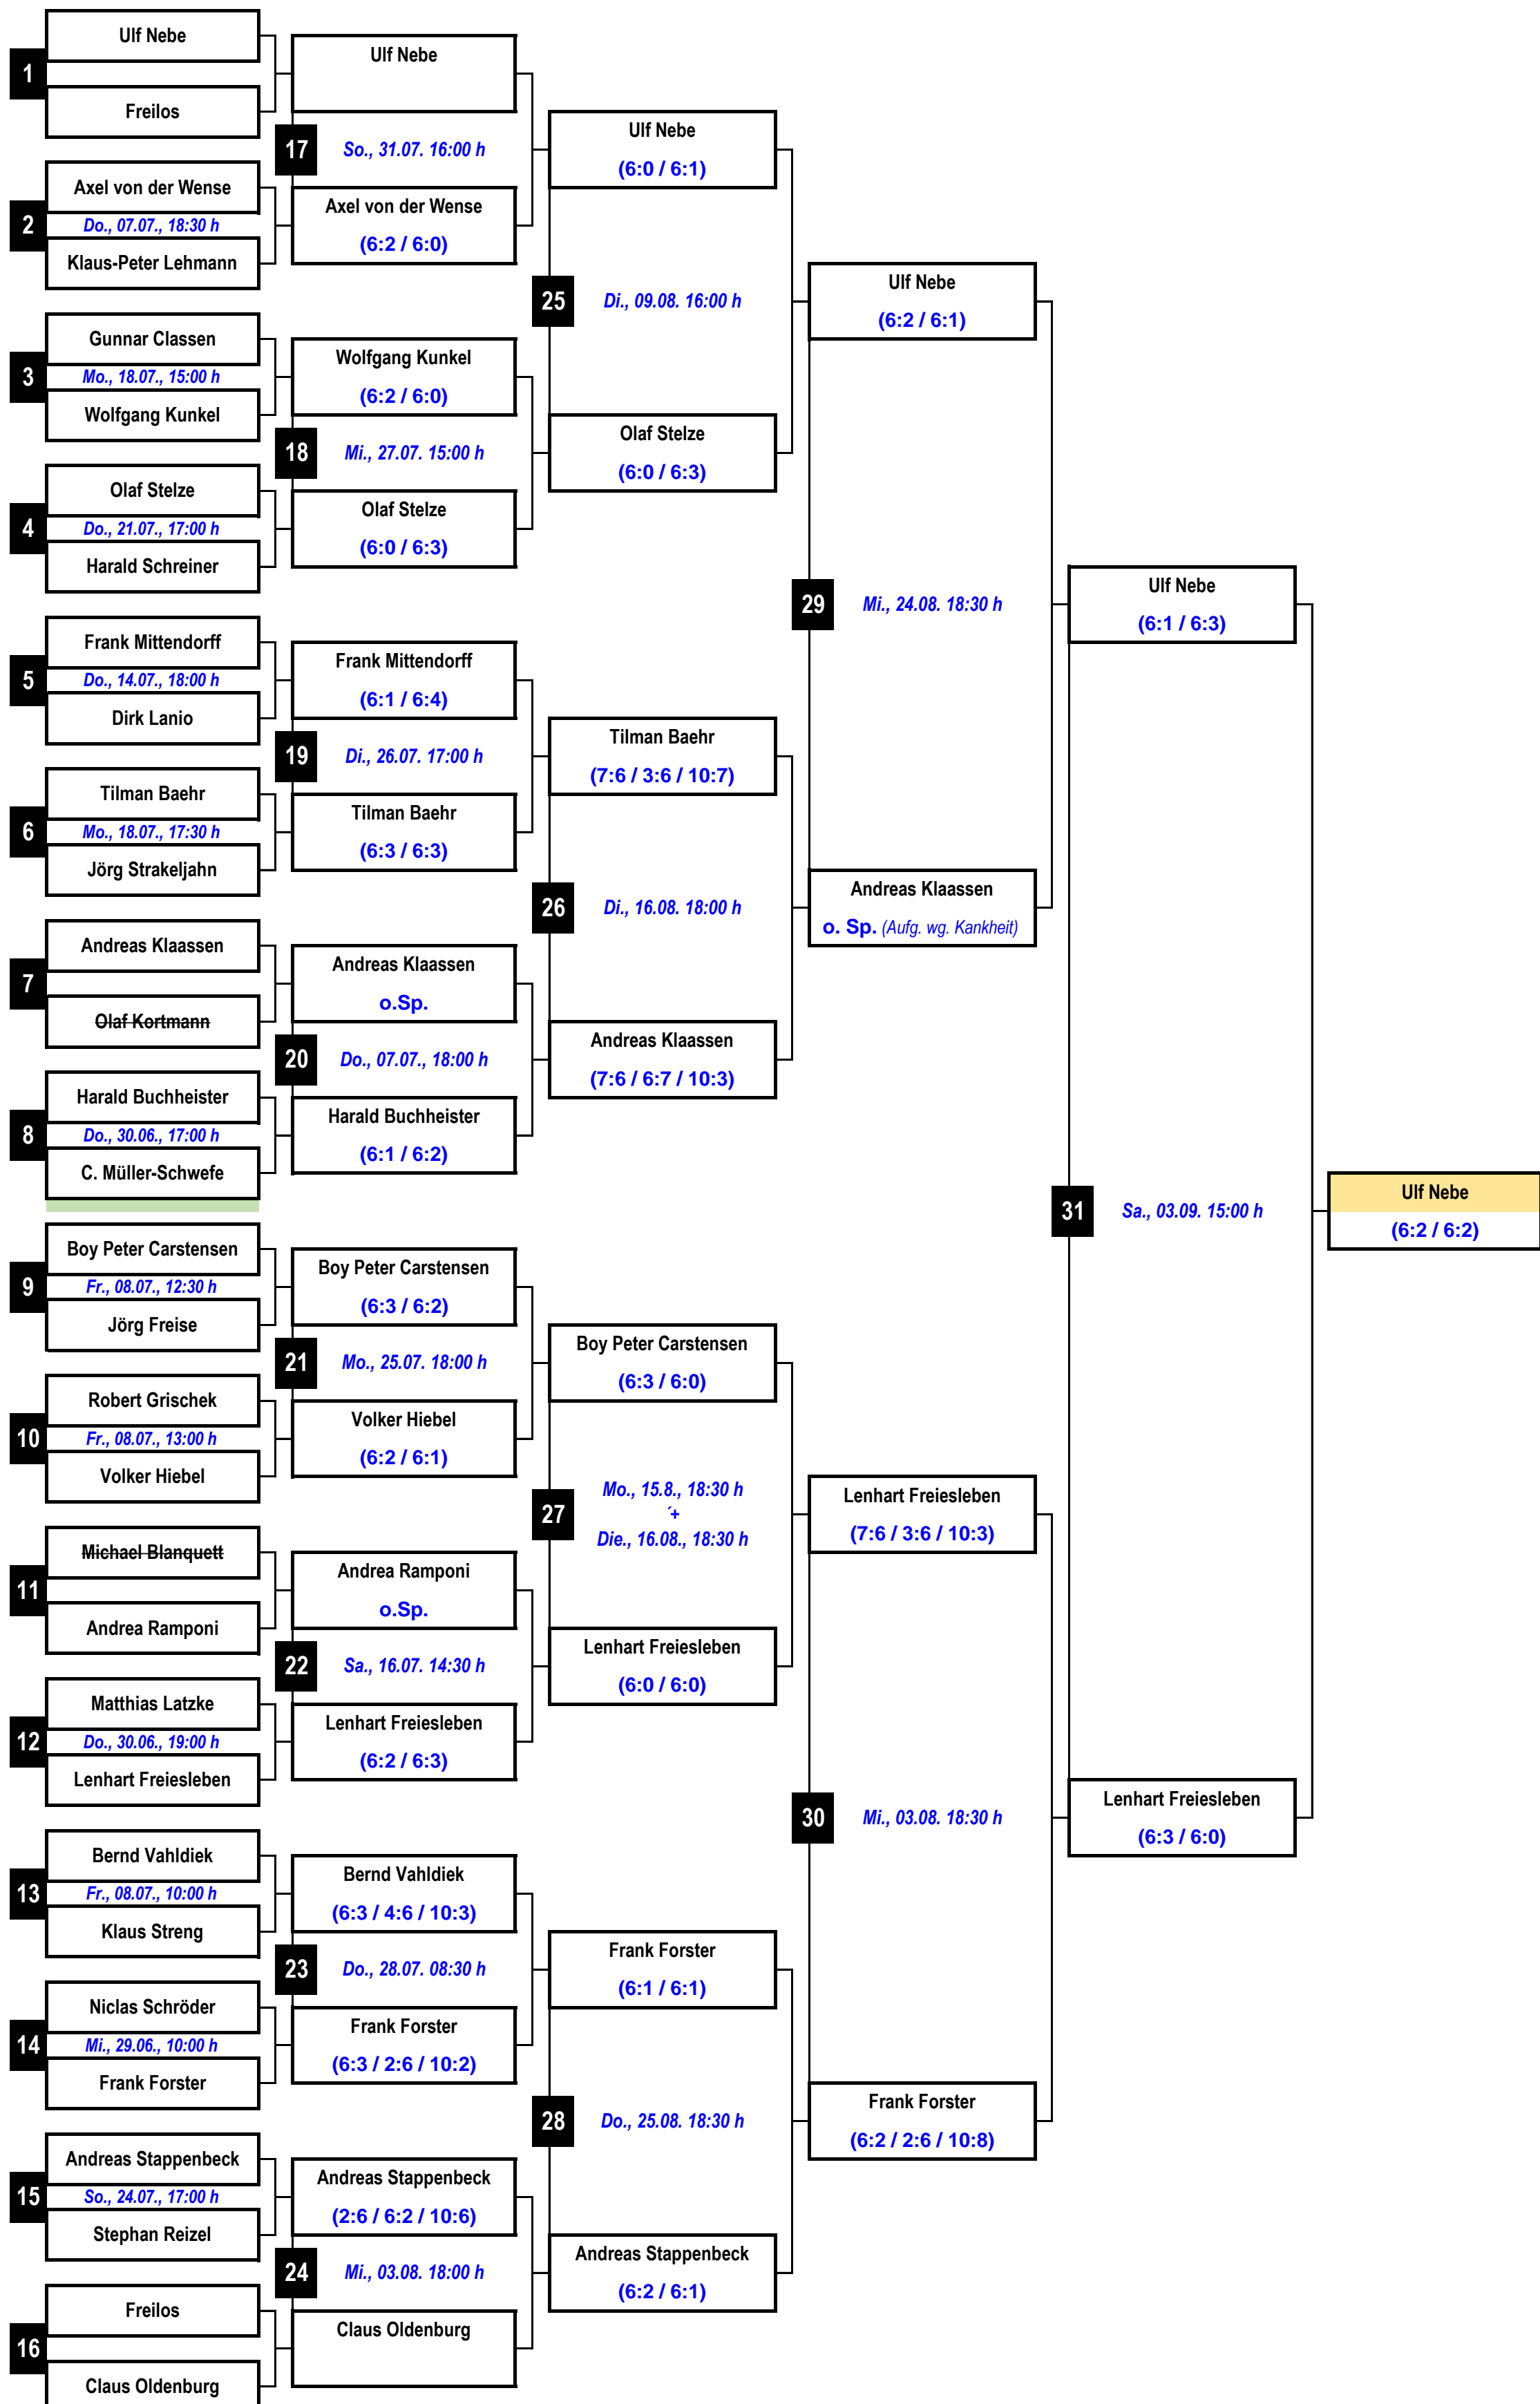 Ulf Nebe
1
Freilos
Axel von der Wense
2
Do., 07.07., 18:30 h
Klaus-Peter Lehmann
Gunnar Classen
3
Mo., 18.07., 15:00 h
Wolfgang Kunkel
Olaf Stelze
4
Do., 21.07., 17:00 h
Harald Schreiner
Frank Mittendorff
5
Do., 14.07., 18:00 h
Dirk Lanio
Tilman Baehr
6
Mo., 18.07., 17:30 h
Jörg Strakeljahn
Andreas Klaassen
7
Olaf Kortmann
Harald Buchheister
8
Do., 30.06., 17:00 h
C. Müller-Schwefe
Boy Peter Carstensen
9
Fr., 08.07., 12:30 h
Jörg Freise
Robert Grischek
10
Fr., 08.07., 13:00 h
Volker Hiebel
Michael Blanquett
11
Andrea Ramponi
Matthias Latzke
12
Do., 30.06., 19:00 h
Lenhart Freiesleben
Bernd Vahldiek
13
Fr., 08.07., 10:00 h
Klaus Streng
Niclas Schröder
14
Mi., 29.06., 10:00 h
Frank Forster
Andreas Stappenbeck
15
So., 24.07., 17:00 h
Stephan Reizel
Freilos
16
Claus Oldenburg
Ulf Nebe
17
So., 31.07. 16:00 h
Axel von der Wense
(6:2 / 6:0)
Wolfgang Kunkel
(6:2 / 6:0)
18
Mi., 27.07. 15:00 h
Olaf Stelze
(6:0 / 6:3)
Frank Mittendorff
(6:1 / 6:4)
19
Di., 26.07. 17:00 h
Tilman Baehr
(6:3 / 6:3)
Andreas Klaassen
o.Sp.
20
Do., 07.07., 18:00 h
Harald Buchheister
(6:1 / 6:2)
Boy Peter Carstensen
(6:3 / 6:2)
21
Mo., 25.07. 18:00 h
Volker Hiebel
(6:2 / 6:1)
Andrea Ramponi
o.Sp.
22
Sa., 16.07. 14:30 h
Lenhart Freiesleben
(6:2 / 6:3)
Bernd Vahldiek
(6:3 / 4:6 / 10:3)
23
Do., 28.07. 08:30 h
Frank Forster
(6:3 / 2:6 / 10:2)
Andreas Stappenbeck
(2:6 / 6:2 / 10:6)
24
Mi., 03.08. 18:00 h
Claus Oldenburg
Ulf Nebe
(6:0 / 6:1)
25
Di., 09.08. 16:00 h
Olaf Stelze
(6:0 / 6:3)
Tilman Baehr
(7:6 / 3:6 / 10:7)
26
Di., 16.08. 18:00 h
Andreas Klaassen
(7:6 / 6:7 / 10:3)
Boy Peter Carstensen
(6:3 / 6:0)
27
Mo., 15.8., 18:30 h
´+
Die., 16.08., 18:30 h
Lenhart Freiesleben
(6:0 / 6:0)
Frank Forster
(6:1 / 6:1)
28
Do., 25.08. 18:30 h
Andreas Stappenbeck
(6:2 / 6:1)
Ulf Nebe
(6:2 / 6:1)
29
Mi., 24.08. 18:30 h
Andreas Klaassen
o. Sp. (Aufg. wg. Kankheit)
Lenhart Freiesleben
(7:6 / 3:6 / 10:3)
30
Mi., 03.08. 18:30 h
Frank Forster
(6:2 / 2:6 / 10:8)
Ulf Nebe
(6:1 / 6:3)
31
Sa., 03.09. 15:00 h
Lenhart Freiesleben
(6:3 / 6:0)
Ulf Nebe
(6:2 / 6:2)